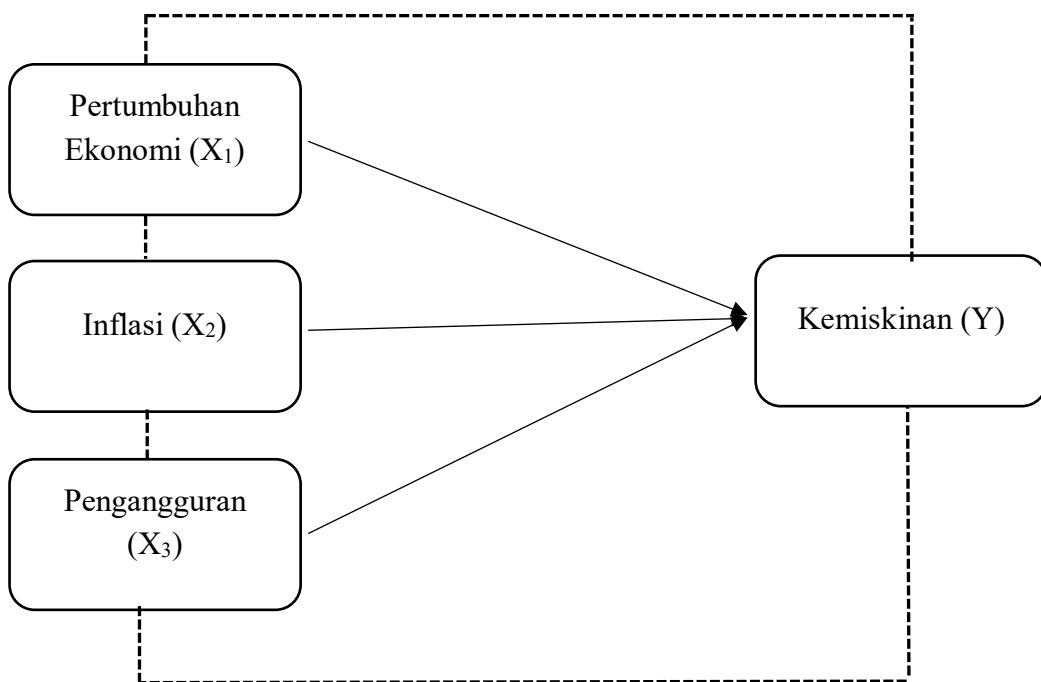 Pertumbuhan
Ekonomi (X₁)
Inflasi (X₂)
Kemiskinan (Y)
Pengangguran
(X₃)